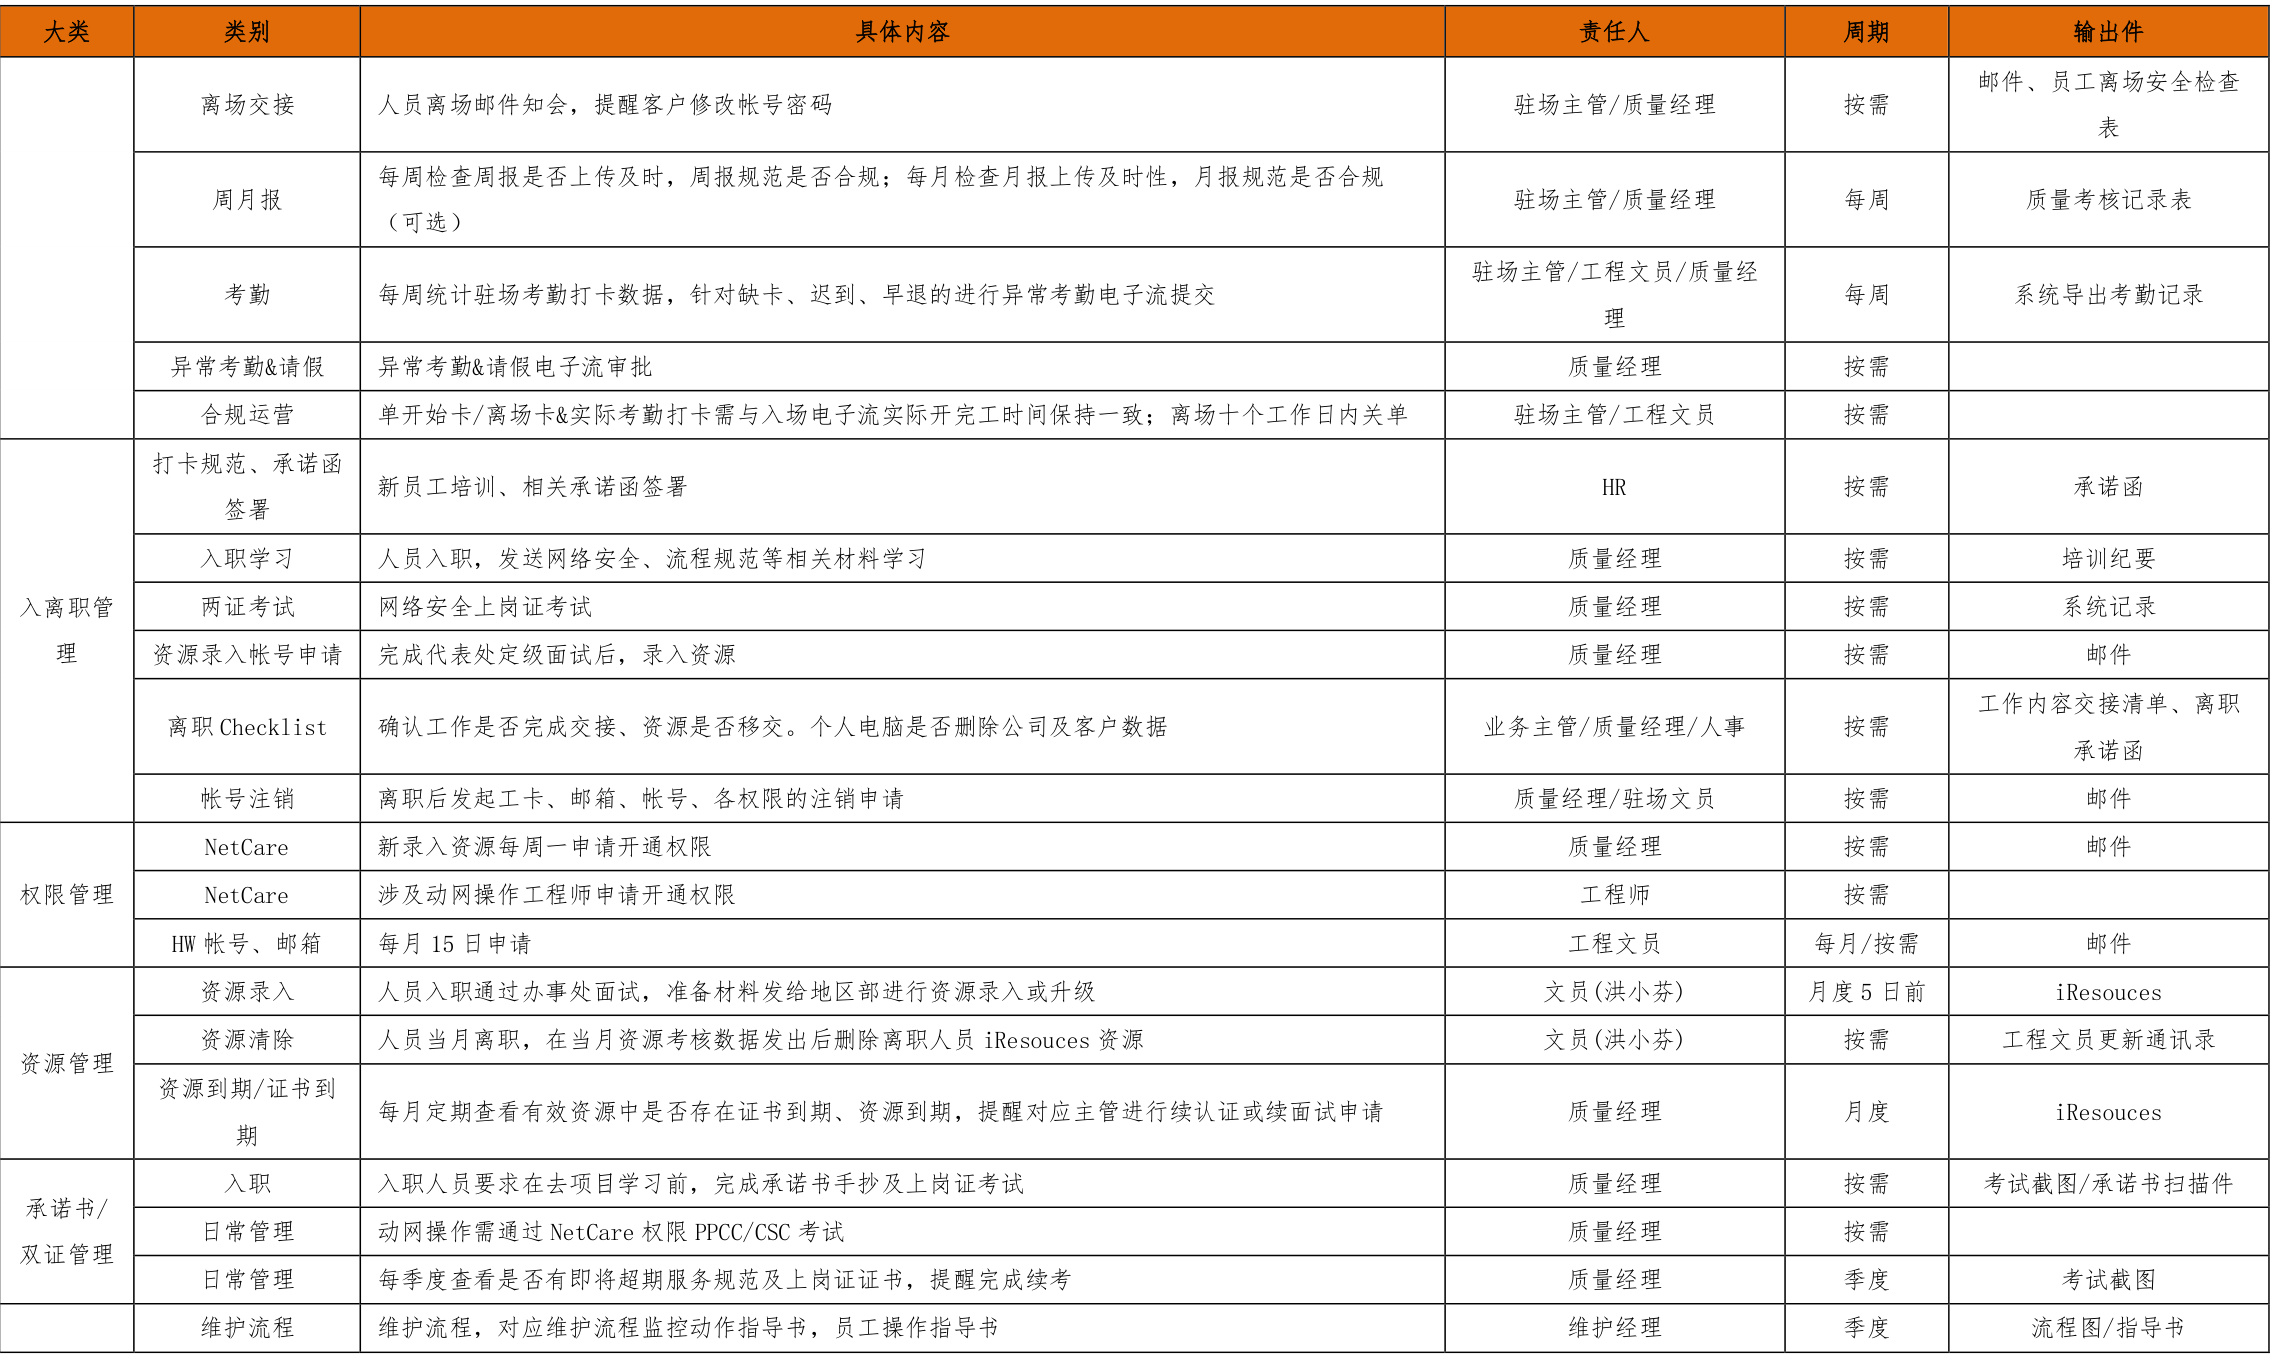 大类 类别 具体内容 责任人 周期 输出件
离场交接 人员离场邮件知会，提醒客户修改帐号密码 驻场主管/质量经理 按需 邮件、员工离场安全检查
表
周月报 每周检查周报是否上传及时，周报规范是否合规；每月检查月报上传及时性，月报规范是否合规
（可选） 驻场主管/质量经理 每周 质量考核记录表
考勤 每周统计驻场考勤打卡数据，针对缺卡、迟到、早退的进行异常考勤电子流提交 驻场主管/工程文员/质量经
理 每周 系统导出考勤记录
异常考勤&请假 异常考勤&请假电子流审批 质量经理 按需
合规运营 单开始卡/离场卡&实际考勤打卡需与入场电子流实际开完工时间保持一致；离场十个工作日内关单 驻场主管/工程文员 按需
入离职管
理
打卡规范、承诺函
签署 新员工培训、相关承诺函签署 HR 按需 承诺函
入职学习 人员入职，发送网络安全、流程规范等相关材料学习 质量经理 按需 培训纪要
两证考试 网络安全上岗证考试 质量经理 按需 系统记录
资源录入帐号申请 完成代表处定级面试后，录入资源 质量经理 按需 邮件
离职 Checklist 确认工作是否完成交接、资源是否移交。个人电脑是否删除公司及客户数据 业务主管/质量经理/人事 按需 工作内容交接清单、离职
承诺函
帐号注销 离职后发起工卡、邮箱、帐号、各权限的注销申请 质量经理/驻场文员 按需 邮件
权限管理
NetCare 新录入资源每周一申请开通权限 质量经理 按需 邮件
NetCare 涉及动网操作工程师申请开通权限 工程师 按需
HW 帐号、邮箱 每月 15 日申请 工程文员 每月/按需 邮件
资源管理
资源录入 人员入职通过办事处面试，准备材料发给地区部进行资源录入或升级 文员(洪小芬) 月度 5 日前 iResouces
资源清除 人员当月离职，在当月资源考核数据发出后删除离职人员 iResouces 资源 文员(洪小芬) 按需 工程文员更新通讯录
资源到期/证书到
期 每月定期查看有效资源中是否存在证书到期、资源到期，提醒对应主管进行续认证或续面试申请 质量经理 月度 iResouces
承诺书/
双证管理
入职 入职人员要求在去项目学习前，完成承诺书手抄及上岗证考试 质量经理 按需 考试截图/承诺书扫描件
日常管理 动网操作需通过 NetCare 权限 PPCC/CSC 考试 质量经理 按需
日常管理 每季度查看是否有即将超期服务规范及上岗证证书，提醒完成续考 质量经理 季度 考试截图
维护流程 维护流程，对应维护流程监控动作指导书，员工操作指导书 维护经理 季度 流程图/指导书